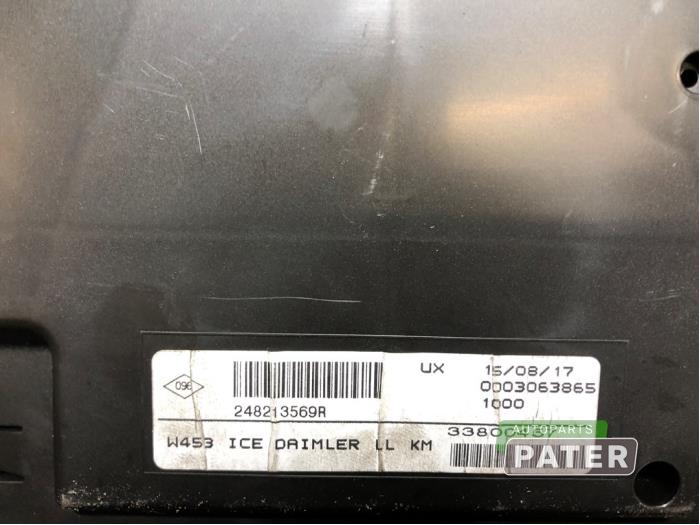 UX 15/08/17
096 0003063865
248213569R 1000
W453 ICE DAIMLER LL KM
AUTOPARTS
PATER